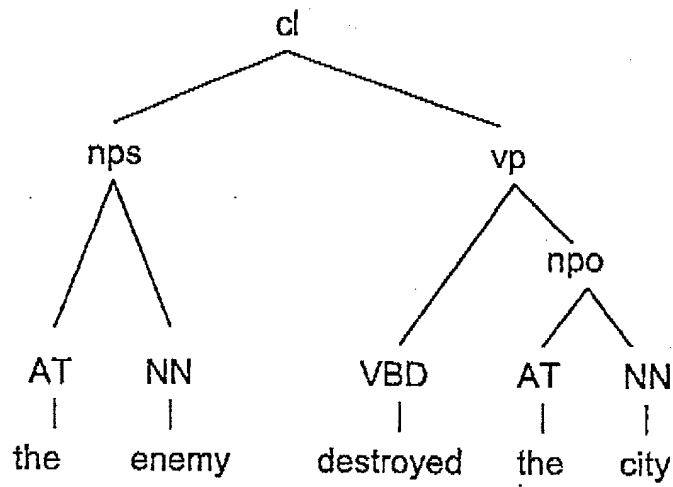 cl
nps vp
npo
AT NN VBD AT NN
the enemy destroyed the city